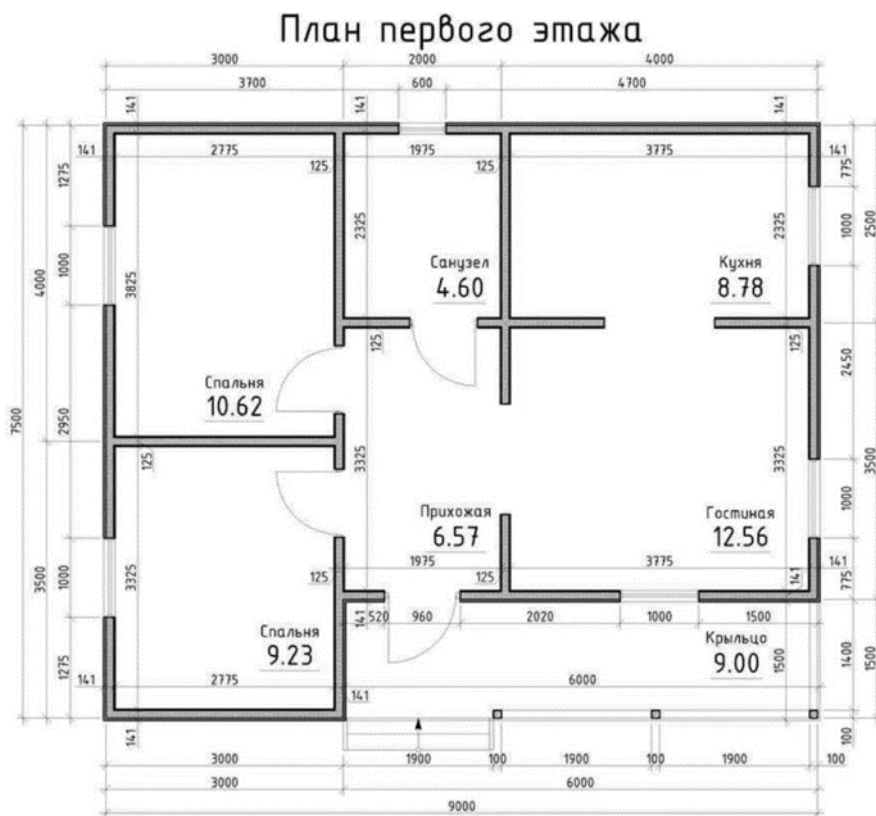 План первого этажа
3000 2000 4000
3700 600 4700
141 141 141
141 2775 125 1975 125 3775 141
1275 775
2325 2325
1000 1000 2500
4000 3825
Санузел Кухня
4.60 8.78
125 125
Спальня
10.62
2450
7500 2950
125 3325 3325 3500
1000
Прихожая Гостиная
6.57 12.56
1975 3775 141
125 125 141
3500 1000 3325 775
141 520 960 2020 1000 1500
Спальня Крыльцо
9.23 9.00
1275 1500 1400 1500
141 2775 6000
141
141 100
3000 1900 100 1900 100 1900 100
3000 6000
9000